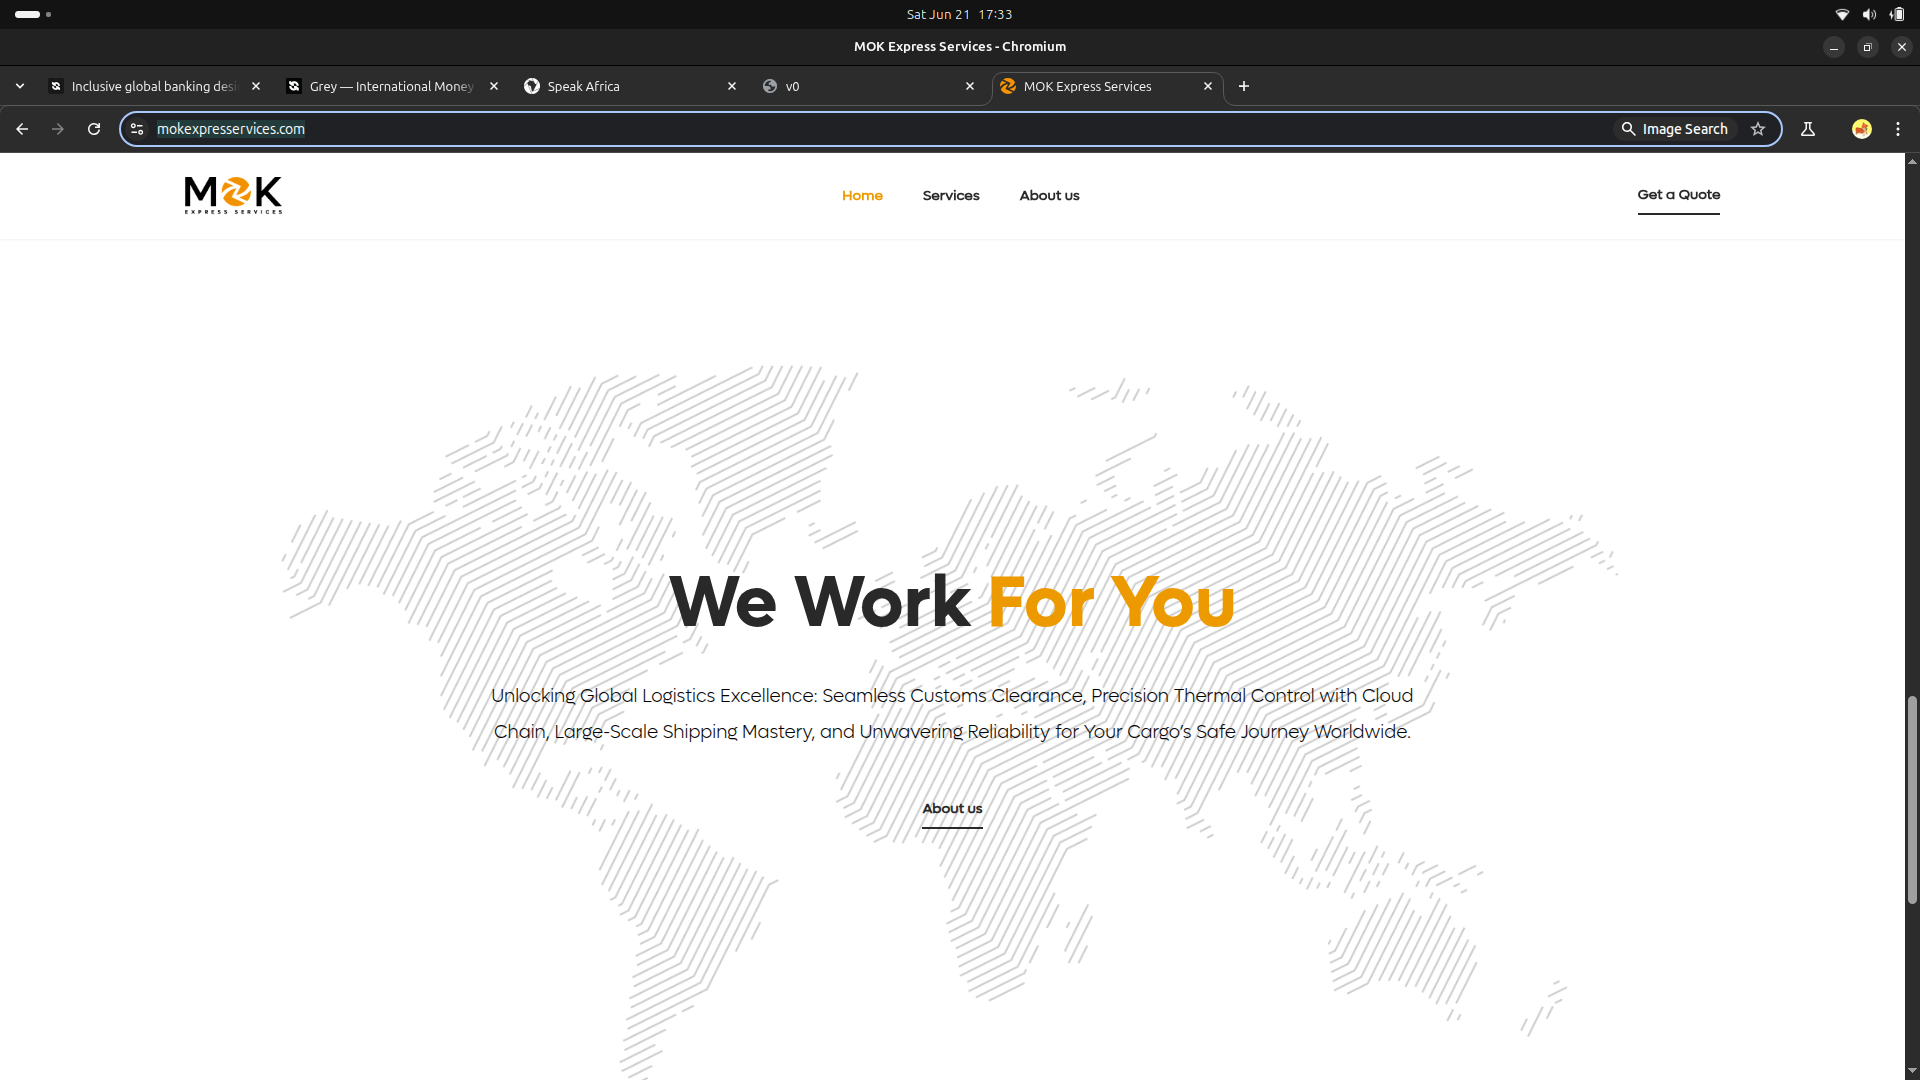 Sat Jun 21 17:33
MOK Express Services - Chromium
Inclusive global banking desi
Grey — International Money
Speak Africa
v0
MOK Express Services
mokexpresservices.com
Image Search
MOK
EXPRESS SERVICES
Home
Services
About us
Get a Quote
We Work For You
Unlocking Global Logistics Excellence: Seamless Customs Clearance, Precision Thermal Control with Cloud
Chain, Large-Scale Shipping Mastery, and Unwavering Reliability for Your Cargo’s Safe Journey Worldwide.
About us